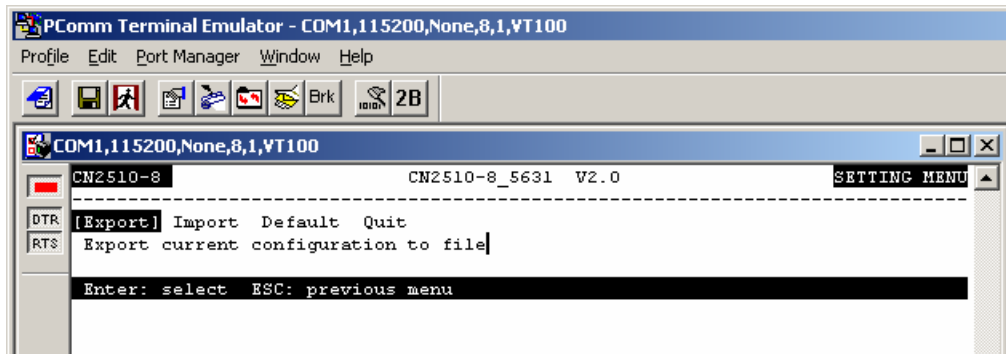 PComm Terminal Emulator - COM1,115200,None,8,1,VT100
Profile Edit Port Manager Window Help
Brk 2B
COM1,115200,None,8,1,VT100
CN2510-8 CN2510-8_5631 V2.0 SETTING MENU
[Export] Import Default Quit
DTR
Export current configuration to file
RTS
Enter: select ESC: previous menu